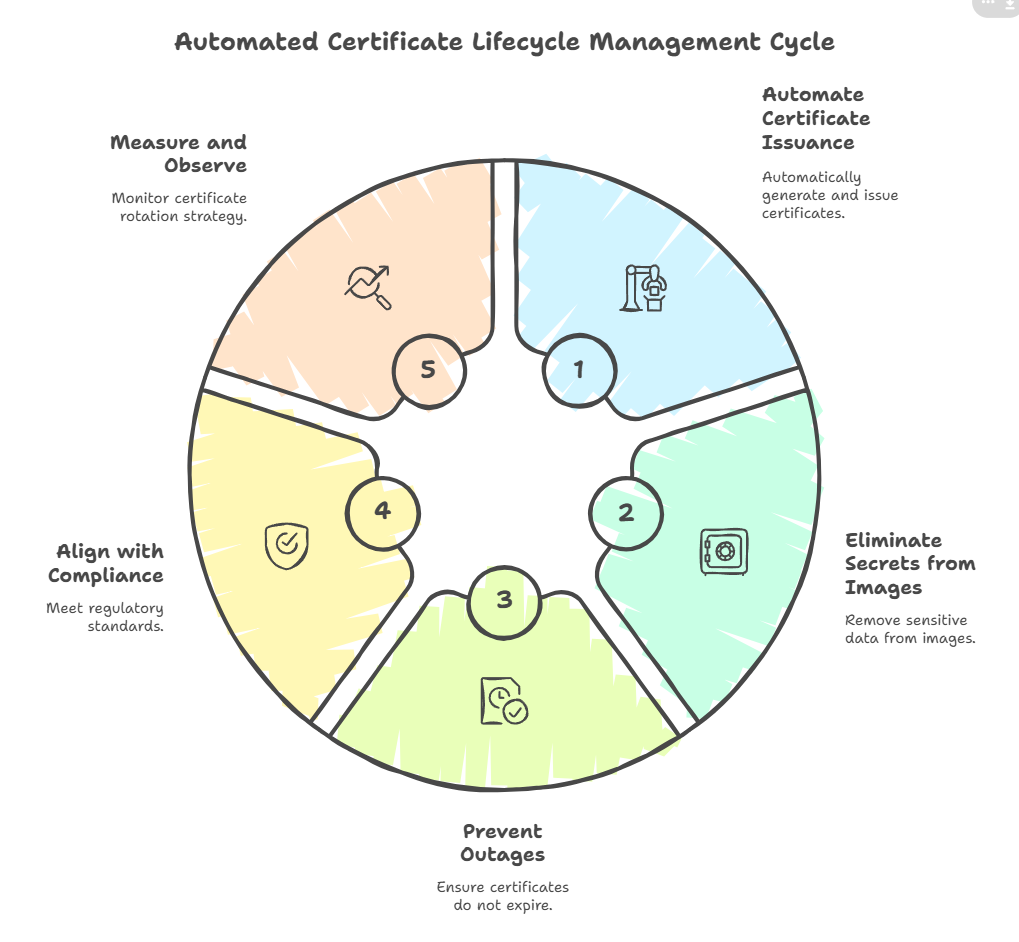 Automated Certificate Lifecycle Management Cycle
Automate
Certificate
Issuance
Automatically
generate and issue
certificates.
Measure and
Observe
Monitor certificate
rotation strategy.
5
1
4
2
3
Align with
Compliance
Meet regulatory
standards.
Eliminate
Secrets from
Images
Remove sensitive
data from images.
Prevent
Outages
Ensure certificates
do not expire.